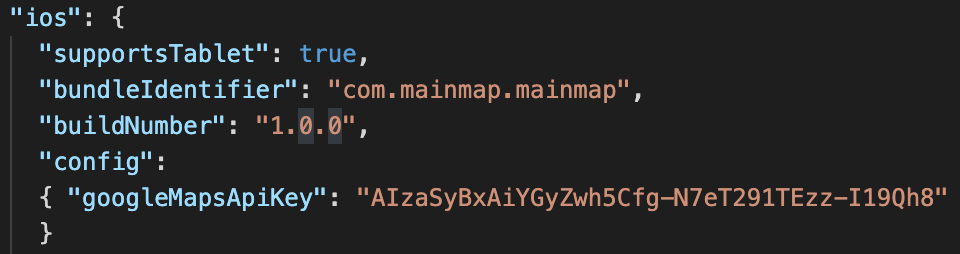 "ios": {
"supportsTablet": true,
"bundleIdentifier": "com.mainmap.mainmap",
"buildNumber": "1.0.0",
"config":
{ "googleMapsApiKey": "AIzaSyBxAiYGyZwh5Cfg-N7eT291TEzz-I19Qh8"
}